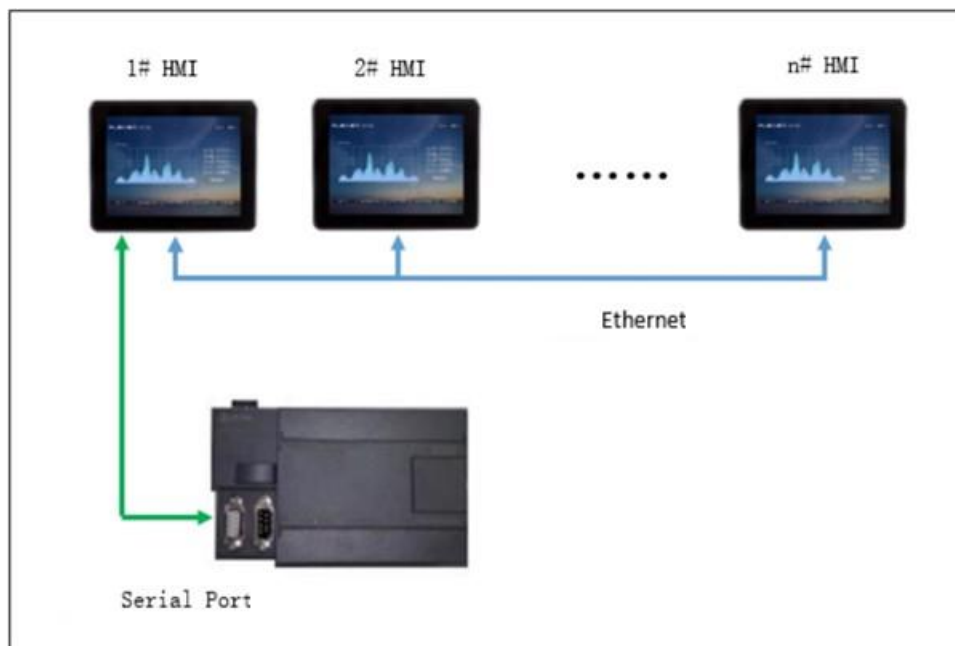 1# HMI
2# HMI
n# HMI
......
Ethernet
Serial Port